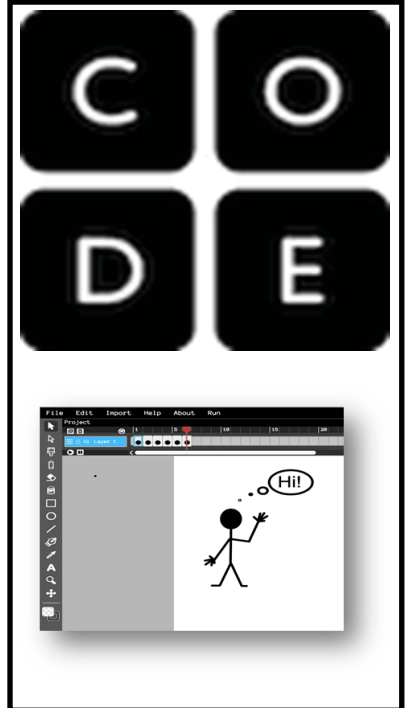 C O
D E
File Edit Import Help About Run
Project
1 5 10 15 20
Layer 1
A
Hi!